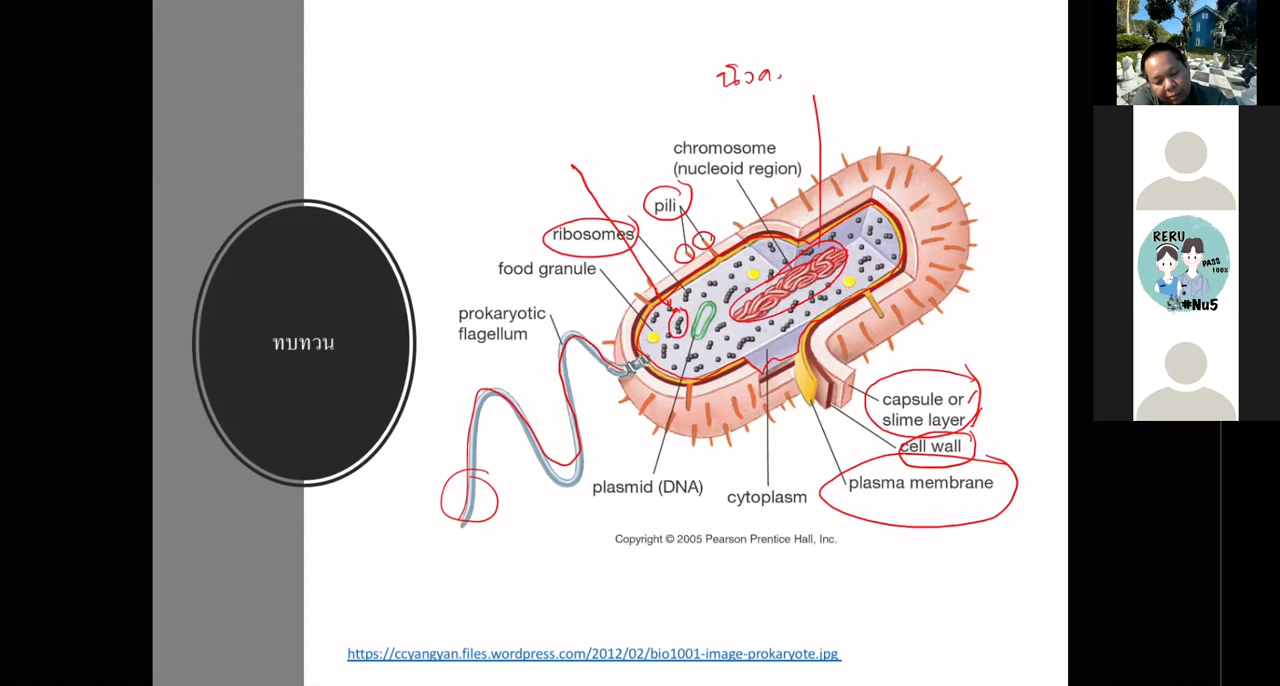 นิวค.
chromosome
(nucleoid region)
pili
ribosomes
food granule
prokaryotic
flagellum
ทบทวน
capsule or
slime layer
cell wall
plasma membrane
plasmid (DNA)
cytoplasm
Copyright © 2005 Pearson Prentice Hall, Inc.
https://ccyangyan.files.wordpress.com/2012/02/bio1001-image-prokaryote.jpg
RERU
PASS
100%
#Nu5